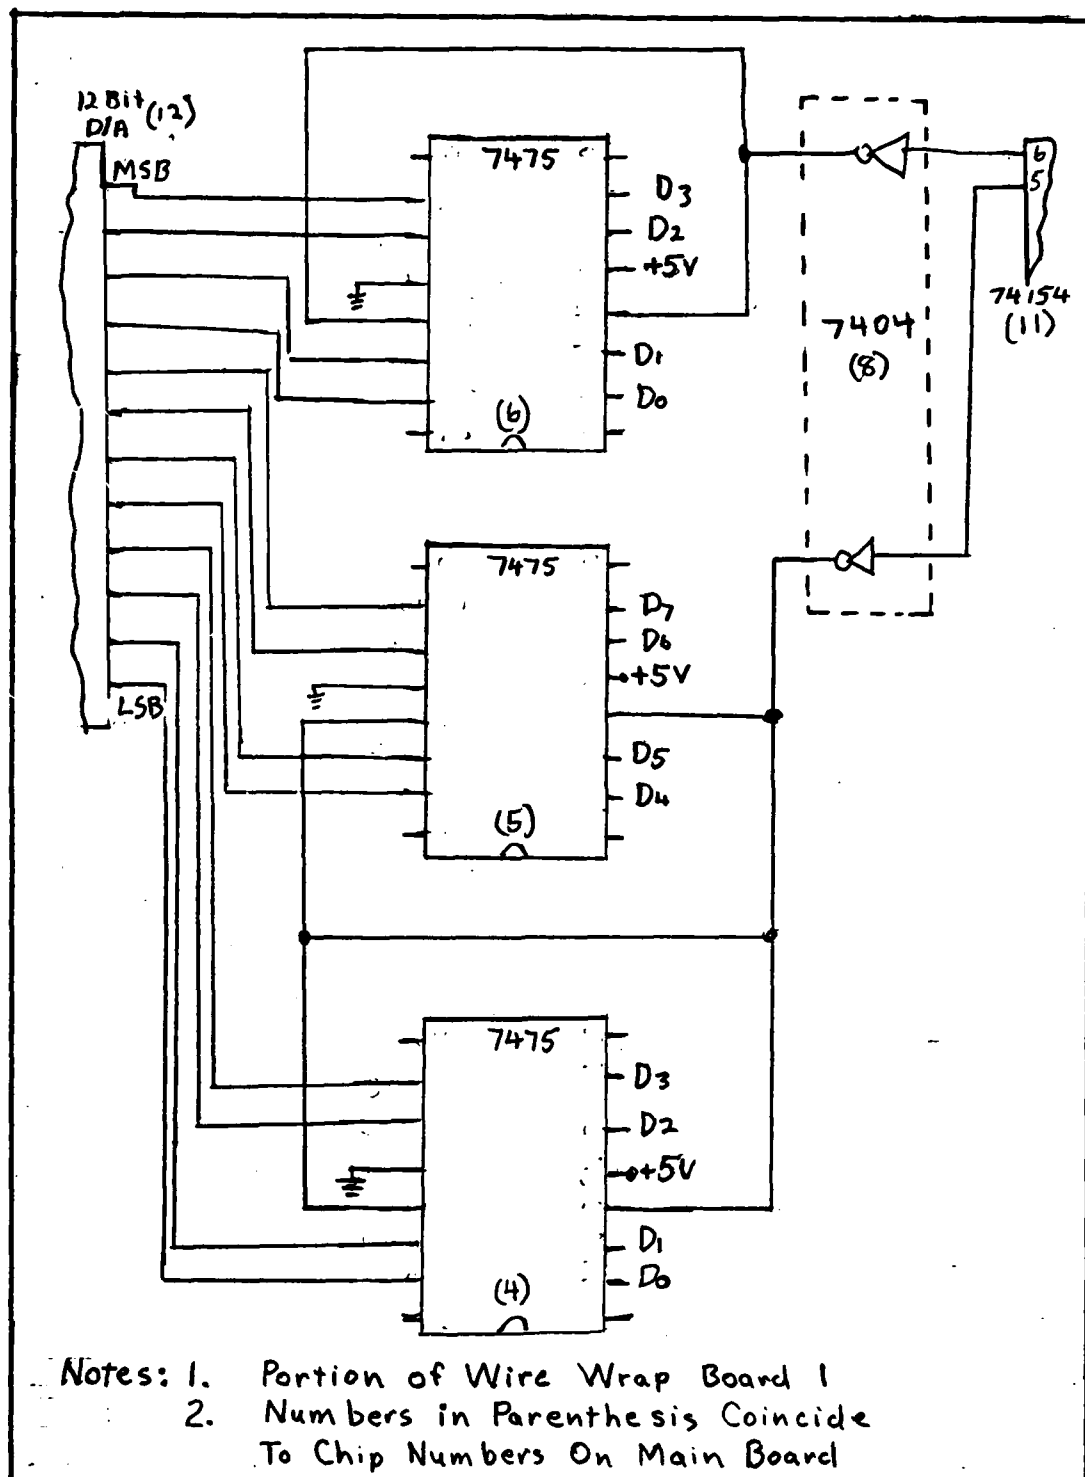 12 Bit (12)
D/A
MSB
LSB
7475
D3
D2
+5V
D1
D0
(6)
7404
(8)
6
5
74154
(11)
7475
D7
D6
+5V
D5
D4
(5)
7475
D3
D2
+5V
D1
D0
(4)
Notes: 1. Portion of Wire Wrap Board 1
2. Numbers in Parenthesis Coincide
To Chip Numbers On Main Board